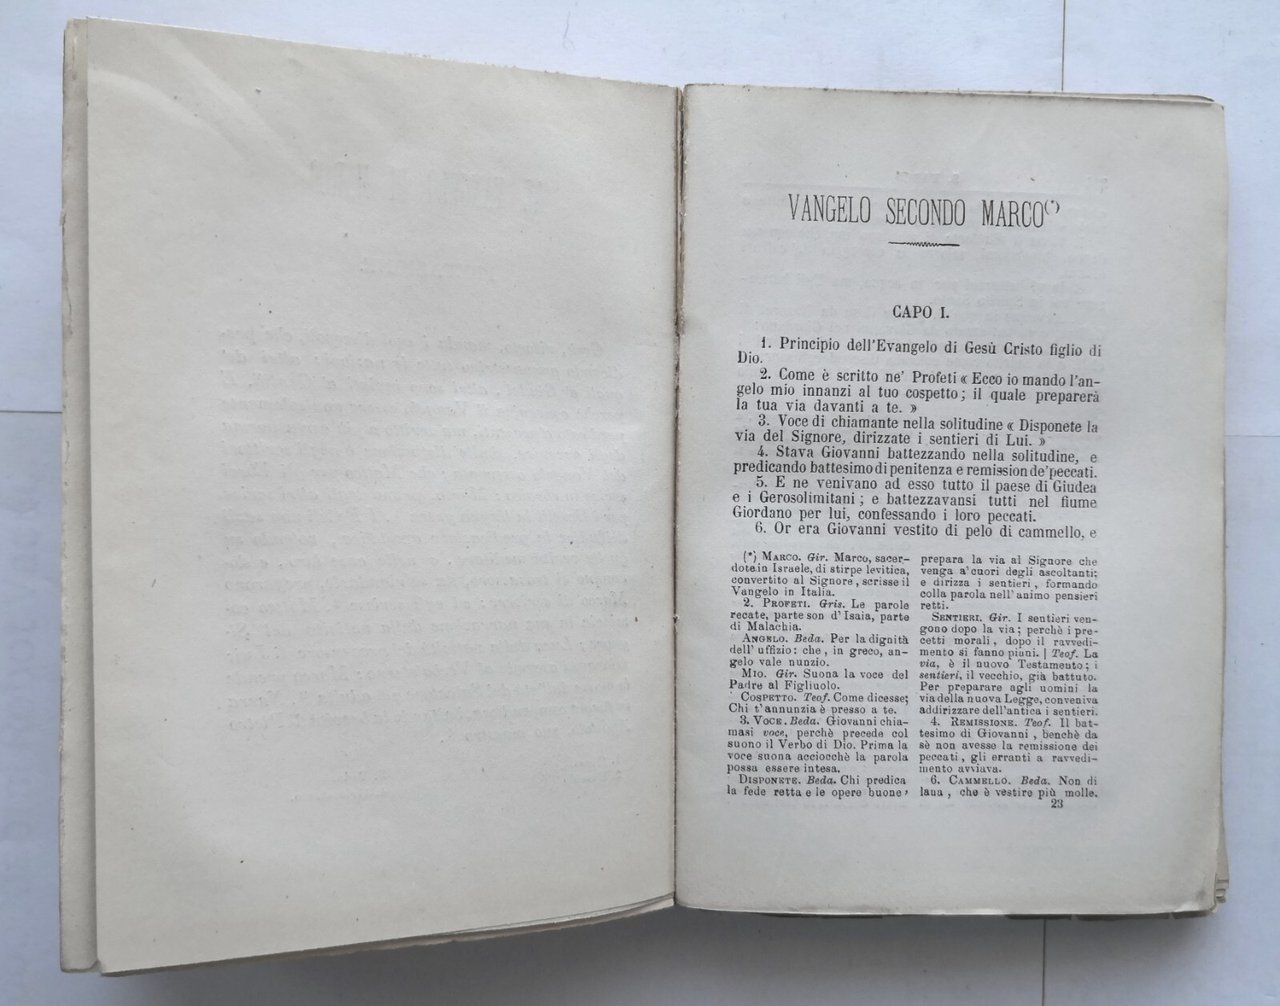 VANGELO SECONDO MARCO(*)
CAPO I.
1. Principio dell'Evangelo di Gesù Cristo figlio di
Dio.
2. Come è scritto ne' Profeti « Ecco io mando l'an-
gelo mio innanzi al tuo cospetto; il quale preparerà
la tua via davanti a te. »
3. Voce di chiamante nella solitudine « Disponete la
via del Signore, dirizzate i sentieri di Lui. »
4. Stava Giovanni battezzando nella solitudine, e
predicando battesimo di penitenza e remission de' peccati.
5. E ne venivano ad esso tutto il paese di Giudea
e i Gerosolimitani; e battezzavansi tutti nel fiume
Giordano per lui, confessando i loro peccati.
6. Or era Giovanni vestito di pelo di cammello, e
(*) MARCO. Gir. Marco, sacer-
dote in Israele, di stirpe levitica,
convertito al Signore, scrisse il
Vangelo in Italia.
2. PROFETI. Gris. Le parole
recate, parte son d'Isaia, parte
di Malachia.
ANGELO. Beda. Per la dignità
dell'uffizio: che, in greco, an-
gelo vale nunzio.
MIO. Gir. Suona la voce del
Padre al Figliuolo.
COSPETTO. Teof. Come dicesse;
Chi t'annunzia è presso a te.
3. VOCE. Beda. Giovanni chia-
masi voce, perchè precede col
suono il Verbo di Dio. Prima la
voce suona acciocchè la parola
possa essere intesa.
DISPONETE. Beda. Chi predica
la fede retta e le opere buone,
prepara la via al Signore che
venga a' cuori degli ascoltanti;
e dirizza i sentieri, formando
colla parola nell'animo pensieri
retti.
SENTIERI. Gir. I sentieri ven-
gono dopo la via; perchè i pre-
cetti morali, dopo il ravvedi-
mento si fanno piani. | Teof. La
via, è il nuovo Testamento; i
sentieri, il vecchio, già battuto.
Per preparare agli uomini la
via della nuova Legge, conveniva
addirizzare dell'antica i sentieri.
4. REMISSIONE. Teof. Il bat-
tesimo di Giovanni, benchè da
sè non avesse la remissione dei
peccati, gli erranti a ravvedi-
mento avviava.
6. CAMMELLO. Beda. Non di
lana, che è vestire più molle.
23